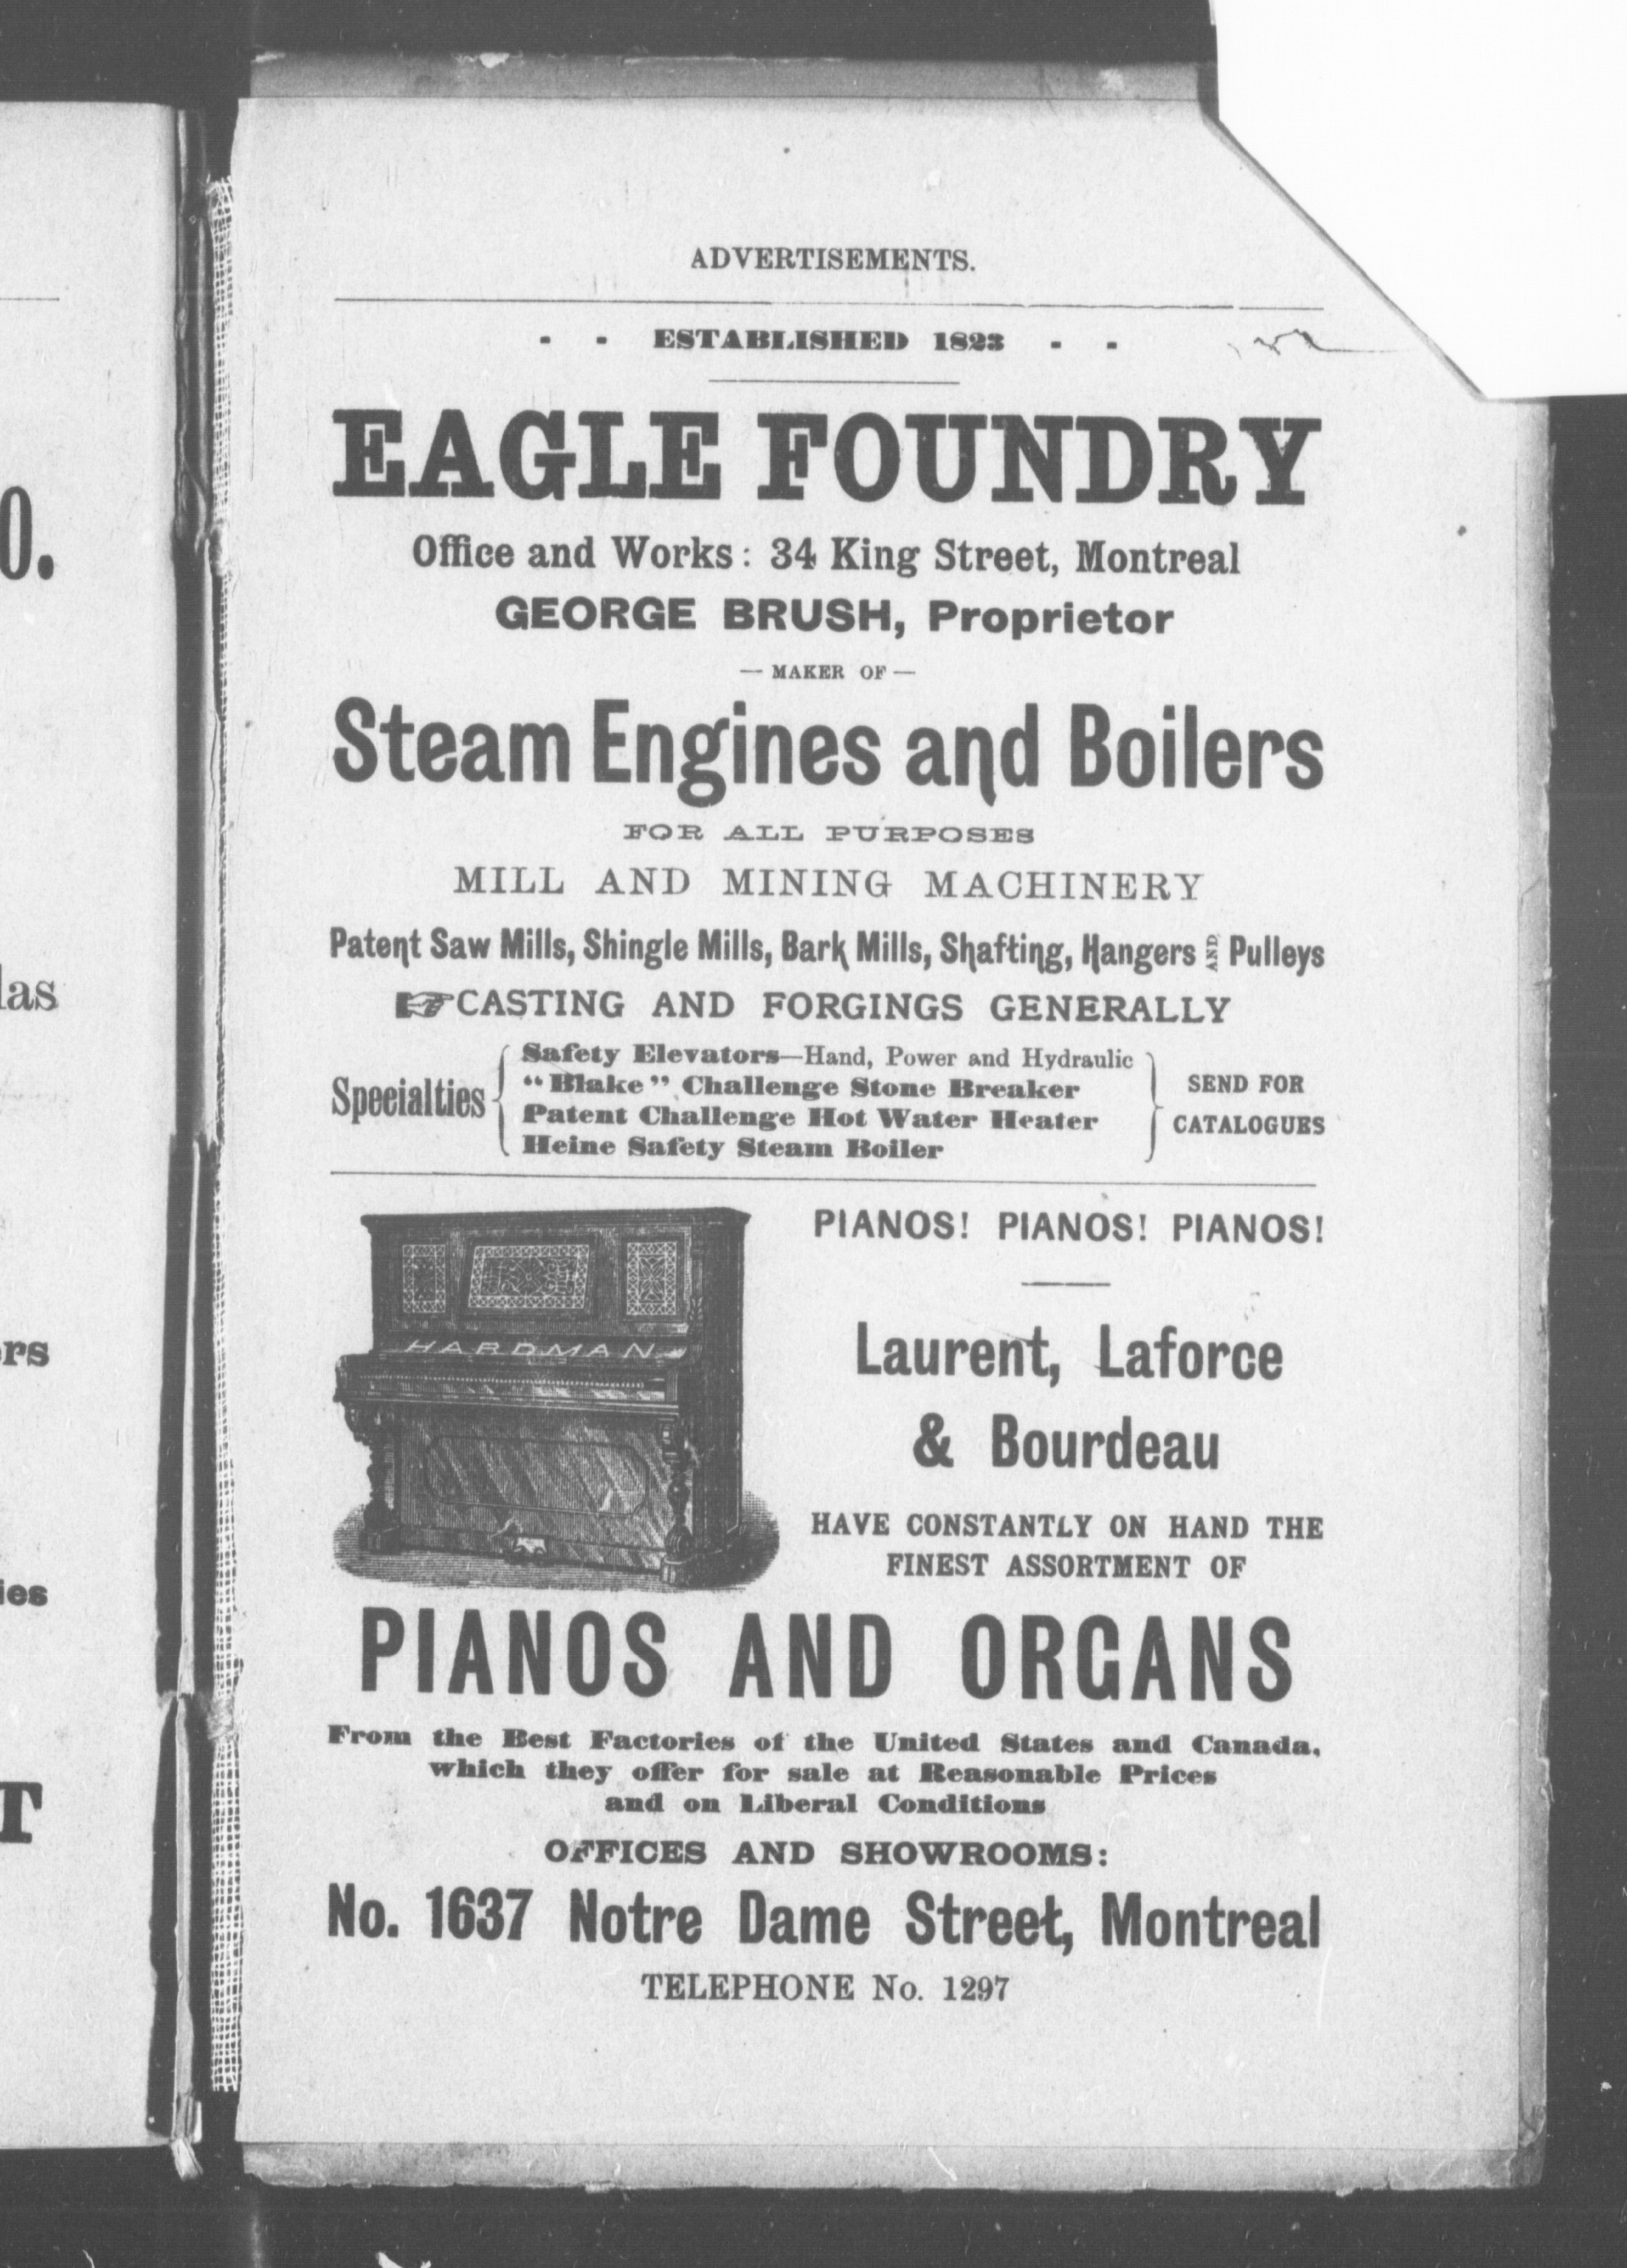 ADVERTISEMENTS.
- - ESTABLISHED 1823 - -
EAGLE FOUNDRY
Office and Works: 34 King Street, Montreal
GEORGE BRUSH, Proprietor
— MAKER OF —
Steam Engines and Boilers
FOR ALL PURPOSES
MILL AND MINING MACHINERY
Patent Saw Mills, Shingle Mills, Bark Mills, Shafting, Hangers AND Pulleys
☞CASTING AND FORGINGS GENERALLY
Specialties
Safety Elevators—Hand, Power and Hydraulic
"Blake" Challenge Stone Breaker
Patent Challenge Hot Water Heater
Heine Safety Steam Boiler
SEND FOR
CATALOGUES
PIANOS! PIANOS! PIANOS!
HARDMAN
Laurent, Laforce
& Bourdeau
HAVE CONSTANTLY ON HAND THE
FINEST ASSORTMENT OF
PIANOS AND ORGANS
From the Best Factories of the United States and Canada,
which they offer for sale at Reasonable Prices
and on Liberal Conditions
OFFICES AND SHOWROOMS:
No. 1637 Notre Dame Street, Montreal
TELEPHONE No. 1297